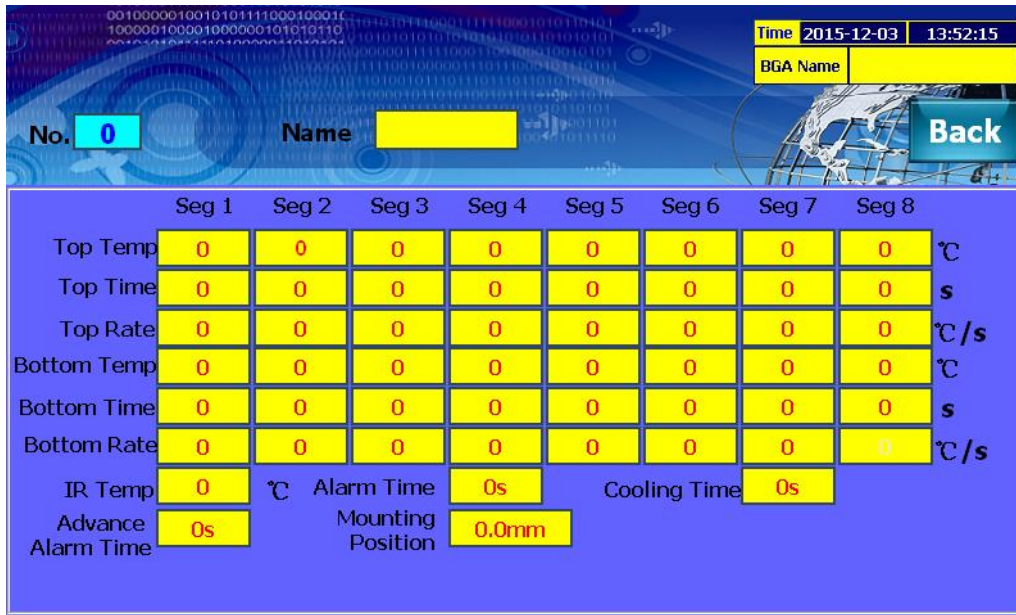 0010000010010101111000100010
10000010000100000010101 0110
Time 2015-12-03 13:52:15
BGA Name
No. 0 Name Back
Seg 1 Seg 2 Seg 3 Seg 4 Seg 5 Seg 6 Seg 7 Seg 8
Top Temp 0 0 0 0 0 0 0 0 ℃
Top Time 0 0 0 0 0 0 0 0 s
Top Rate 0 0 0 0 0 0 0 0 ℃/s
Bottom Temp 0 0 0 0 0 0 0 0 ℃
Bottom Time 0 0 0 0 0 0 0 0 s
Bottom Rate 0 0 0 0 0 0 0 0 ℃/s
IR Temp 0 ℃ Alarm Time 0s Cooling Time 0s
Advance
Alarm Time 0s
Mounting
Position 0.0mm